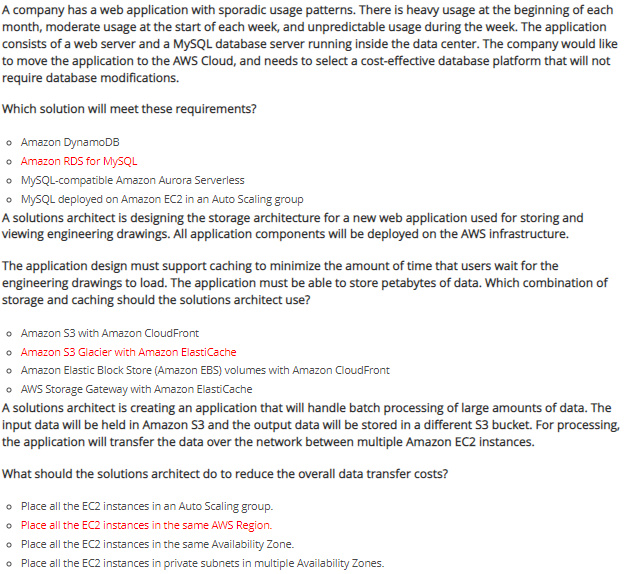 A company has a web application with sporadic usage patterns. There is heavy usage at the beginning of each
month, moderate usage at the start of each week, and unpredictable usage during the week. The application
consists of a web server and a MySQL database server running inside the data center. The company would like
to move the application to the AWS Cloud, and needs to select a cost-effective database platform that will not
require database modifications.
Which solution will meet these requirements?
Amazon DynamoDB
Amazon RDS for MySQL
MySQL-compatible Amazon Aurora Serverless
MySQL deployed on Amazon EC2 in an Auto Scaling group
A solutions architect is designing the storage architecture for a new web application used for storing and
viewing engineering drawings. All application components will be deployed on the AWS infrastructure.
The application design must support caching to minimize the amount of time that users wait for the
engineering drawings to load. The application must be able to store petabytes of data. Which combination of
storage and caching should the solutions architect use?
Amazon S3 with Amazon CloudFront
Amazon S3 Glacier with Amazon ElastiCache
Amazon Elastic Block Store (Amazon EBS) volumes with Amazon CloudFront
AWS Storage Gateway with Amazon ElastiCache
A solutions architect is creating an application that will handle batch processing of large amounts of data. The
input data will be held in Amazon S3 and the output data will be stored in a different S3 bucket. For processing,
the application will transfer the data over the network between multiple Amazon EC2 instances.
What should the solutions architect do to reduce the overall data transfer costs?
Place all the EC2 instances in an Auto Scaling group.
Place all the EC2 instances in the same AWS Region.
Place all the EC2 instances in the same Availability Zone.
Place all the EC2 instances in private subnets in multiple Availability Zones.